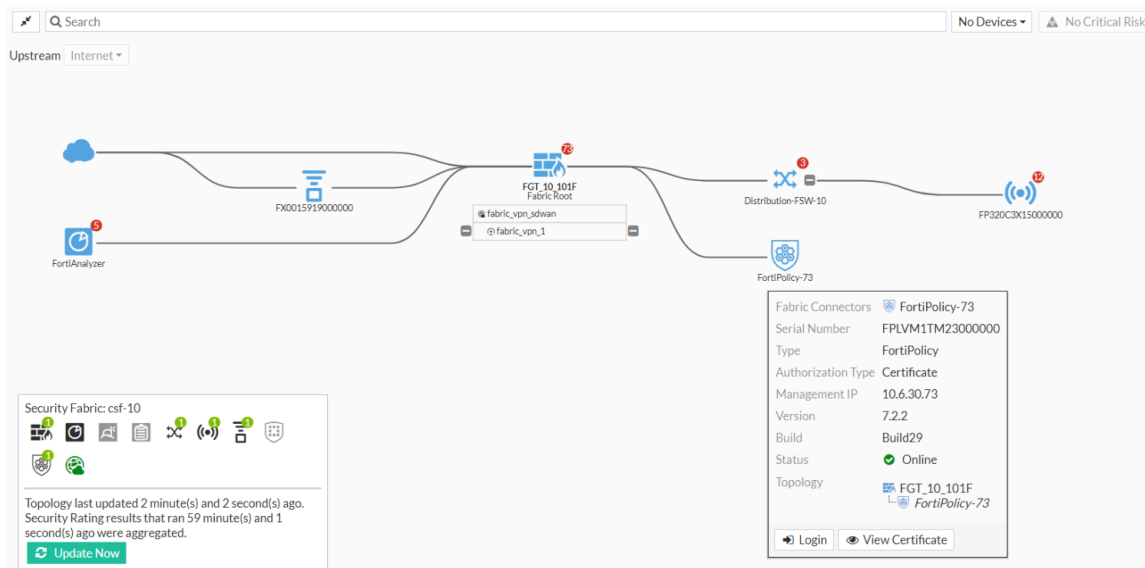 Search
No Devices
No Critical Risk
Upstream
Internet
73
3
12
FGT_10_101F
Fabric Root
FX0015919000000
Distribution-FSW-10
FP320C3X15000000
fabric_vpn_sdwan
5
fabric_vpn_1
FortiAnalyzer
FortiPolicy-73
Fabric Connectors FortiPolicy-73
Serial Number FPLVM1TM23000000
Type FortiPolicy
Authorization Type Certificate
Management IP 10.6.30.73
Version 7.2.2
Build Build29
Status Online
Topology FGT_10_101F
FortiPolicy-73
Login View Certificate
Security Fabric: csf-10
1 1 1 1
1
Topology last updated 2 minute(s) and 2 second(s) ago.
Security Rating results that ran 59 minute(s) and 1
second(s) ago were aggregated.
Update Now